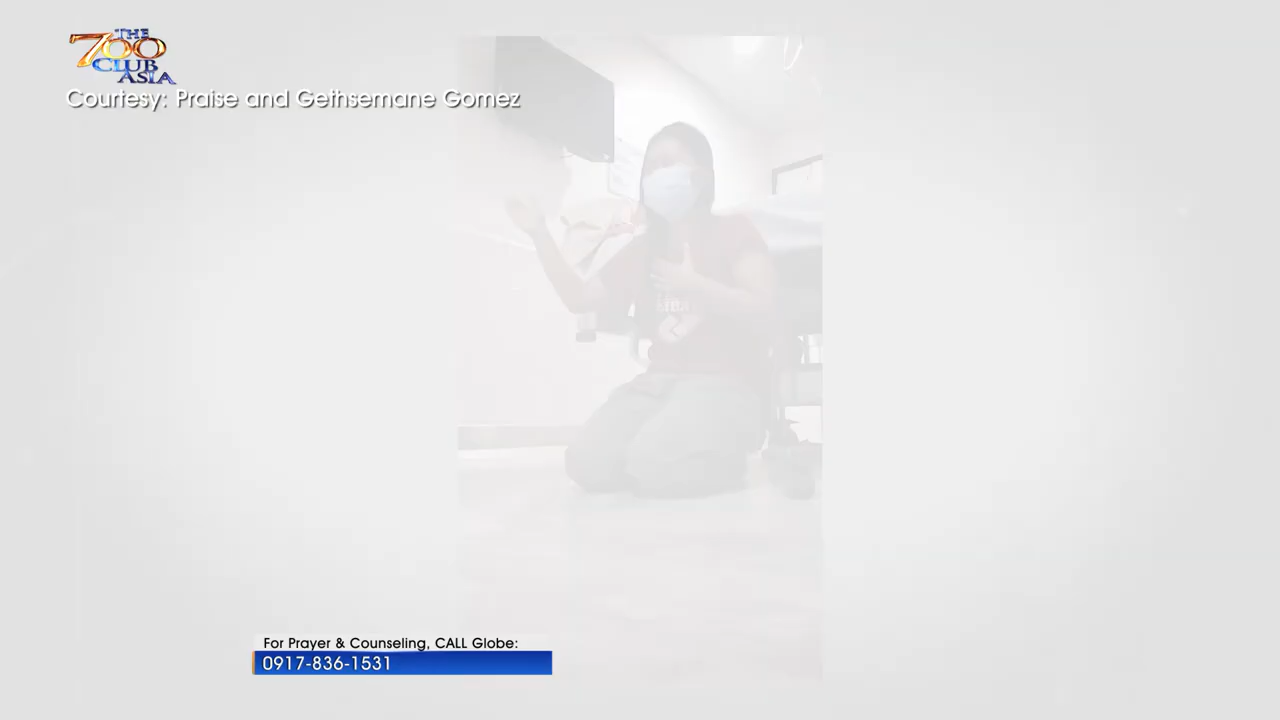 THE
700
CLUB
ASIA
Courtesy: Praise and Gethsemane Gomez
For Prayer & Counseling, CALL Globe:
0917-836-1531